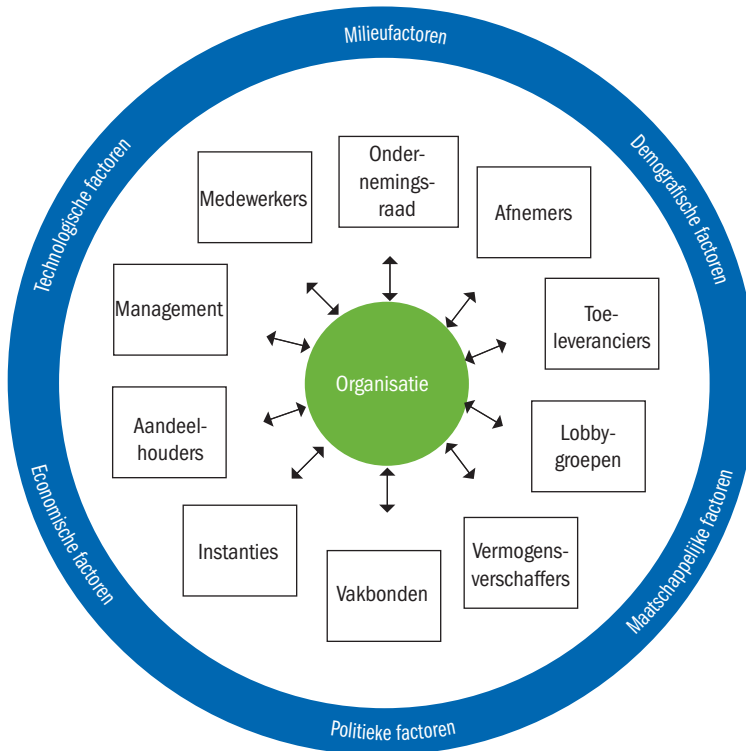 Milieufactoren
Demografische factoren
Maatschappelijke factoren
Politieke factoren
Economische factoren
Technologische factoren
Onder-
nemings-
raad
Afnemers
Toe-
leveranciers
Lobby-
groepen
Vermogens-
verschaffers
Vakbonden
Instanties
Aandeel-
houders
Management
Medewerkers
Organisatie